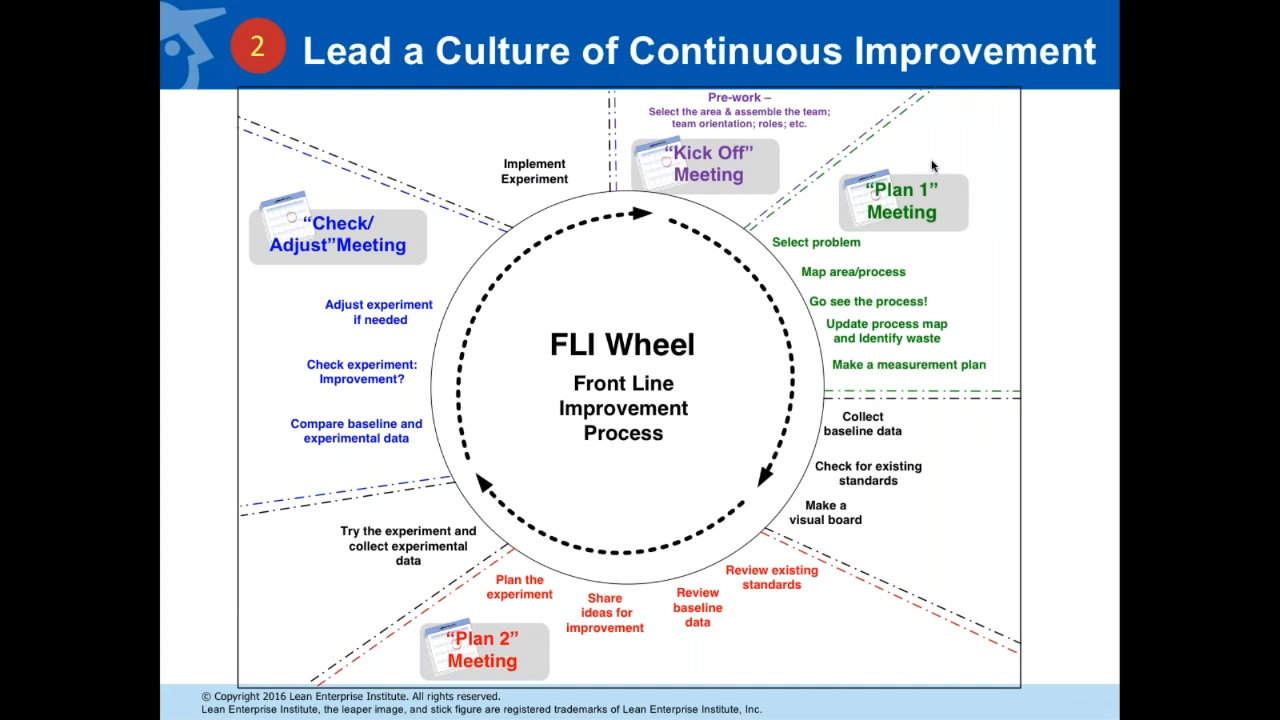 2
Lead a Culture of Continuous Improvement
Pre-work –
Select the area & assemble the team;
team orientation; roles; etc.
“Kick Off”
Meeting
“Plan 1”
Meeting
Select problem
Map area/process
Go see the process!
Update process map
and Identify waste
Make a measurement plan
Collect
baseline data
Check for existing
standards
Make a
visual board
Review existing
standards
Review
baseline
data
Share
ideas for
improvement
Plan the
experiment
“Plan 2”
Meeting
Try the experiment and
collect experimental
data
Compare baseline and
experimental data
Check experiment:
Improvement?
Adjust experiment
if needed
“Check/
Adjust”Meeting
Implement
Experiment
FLI Wheel
Front Line
Improvement
Process
© Copyright 2016 Lean Enterprise Institute. All rights reserved.
Lean Enterprise Institute, the leaper image, and stick figure are registered trademarks of Lean Enterprise Institute, Inc.